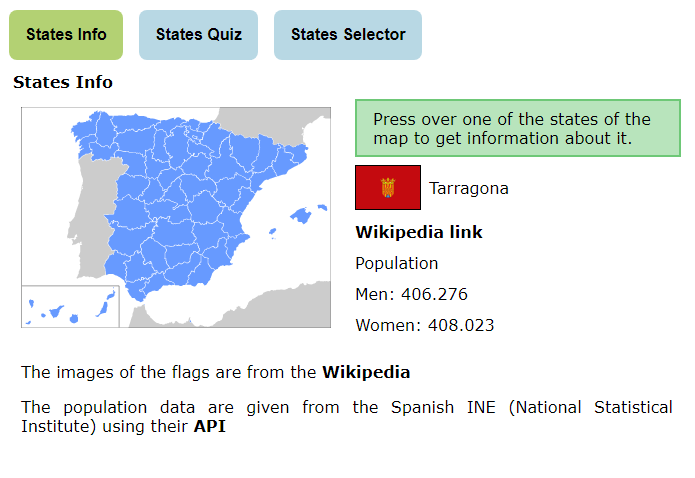 States Info
States Quiz
States Selector
States Info
Press over one of the states of the
map to get information about it.
Tarragona
Wikipedia link
Population
Men: 406.276
Women: 408.023
The images of the flags are from the Wikipedia
The population data are given from the Spanish INE (National Statistical
Institute) using their API